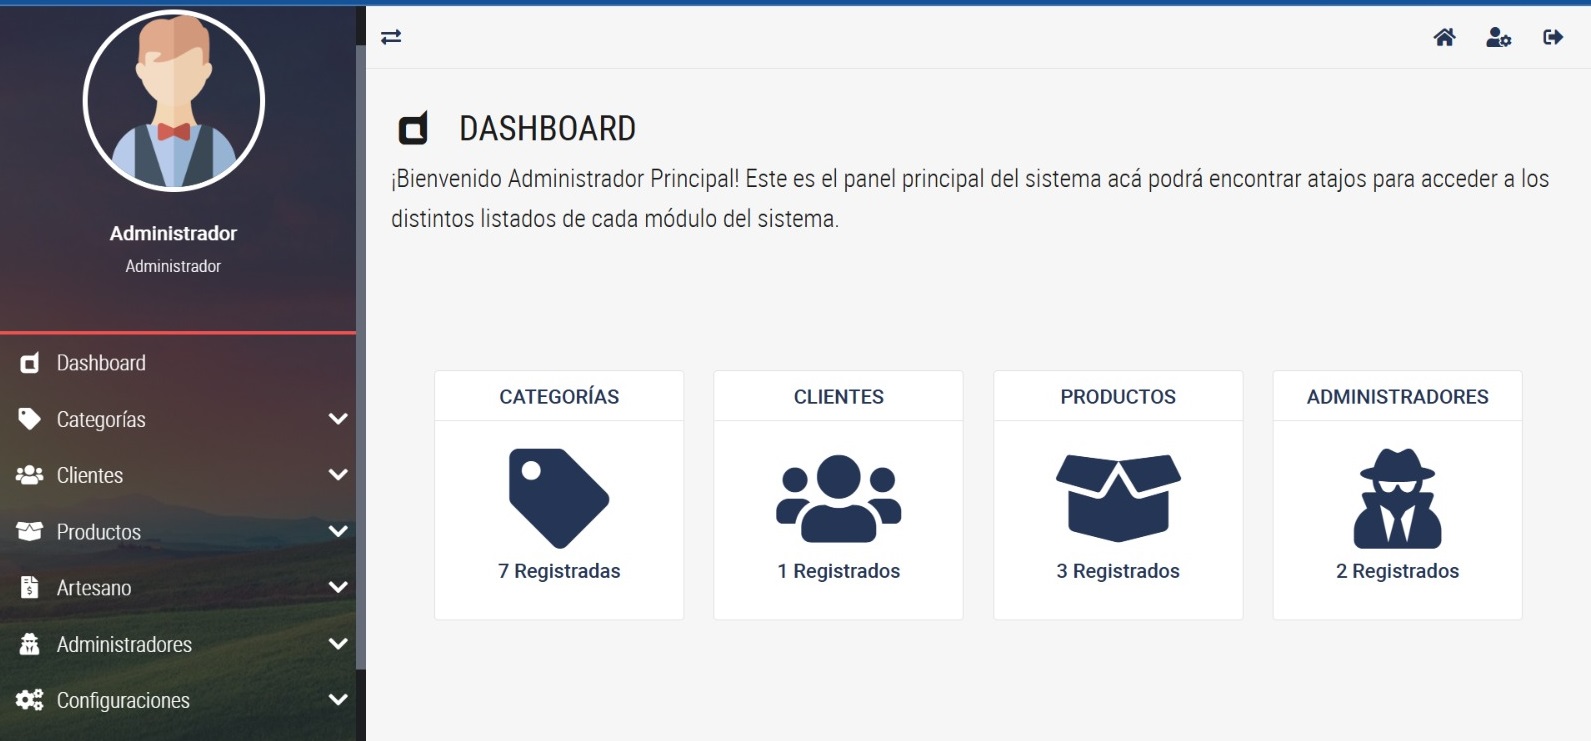 Administrador
Administrador
Dashboard
Categorías
Clientes
Productos
Artesano
Administradores
Configuraciones
DASHBOARD
¡Bienvenido Administrador Principal! Este es el panel principal del sistema acá podrá encontrar atajos para acceder a los
distintos listados de cada módulo del sistema.
CATEGORÍAS
7 Registradas
CLIENTES
1 Registrados
PRODUCTOS
3 Registrados
ADMINISTRADORES
2 Registrados